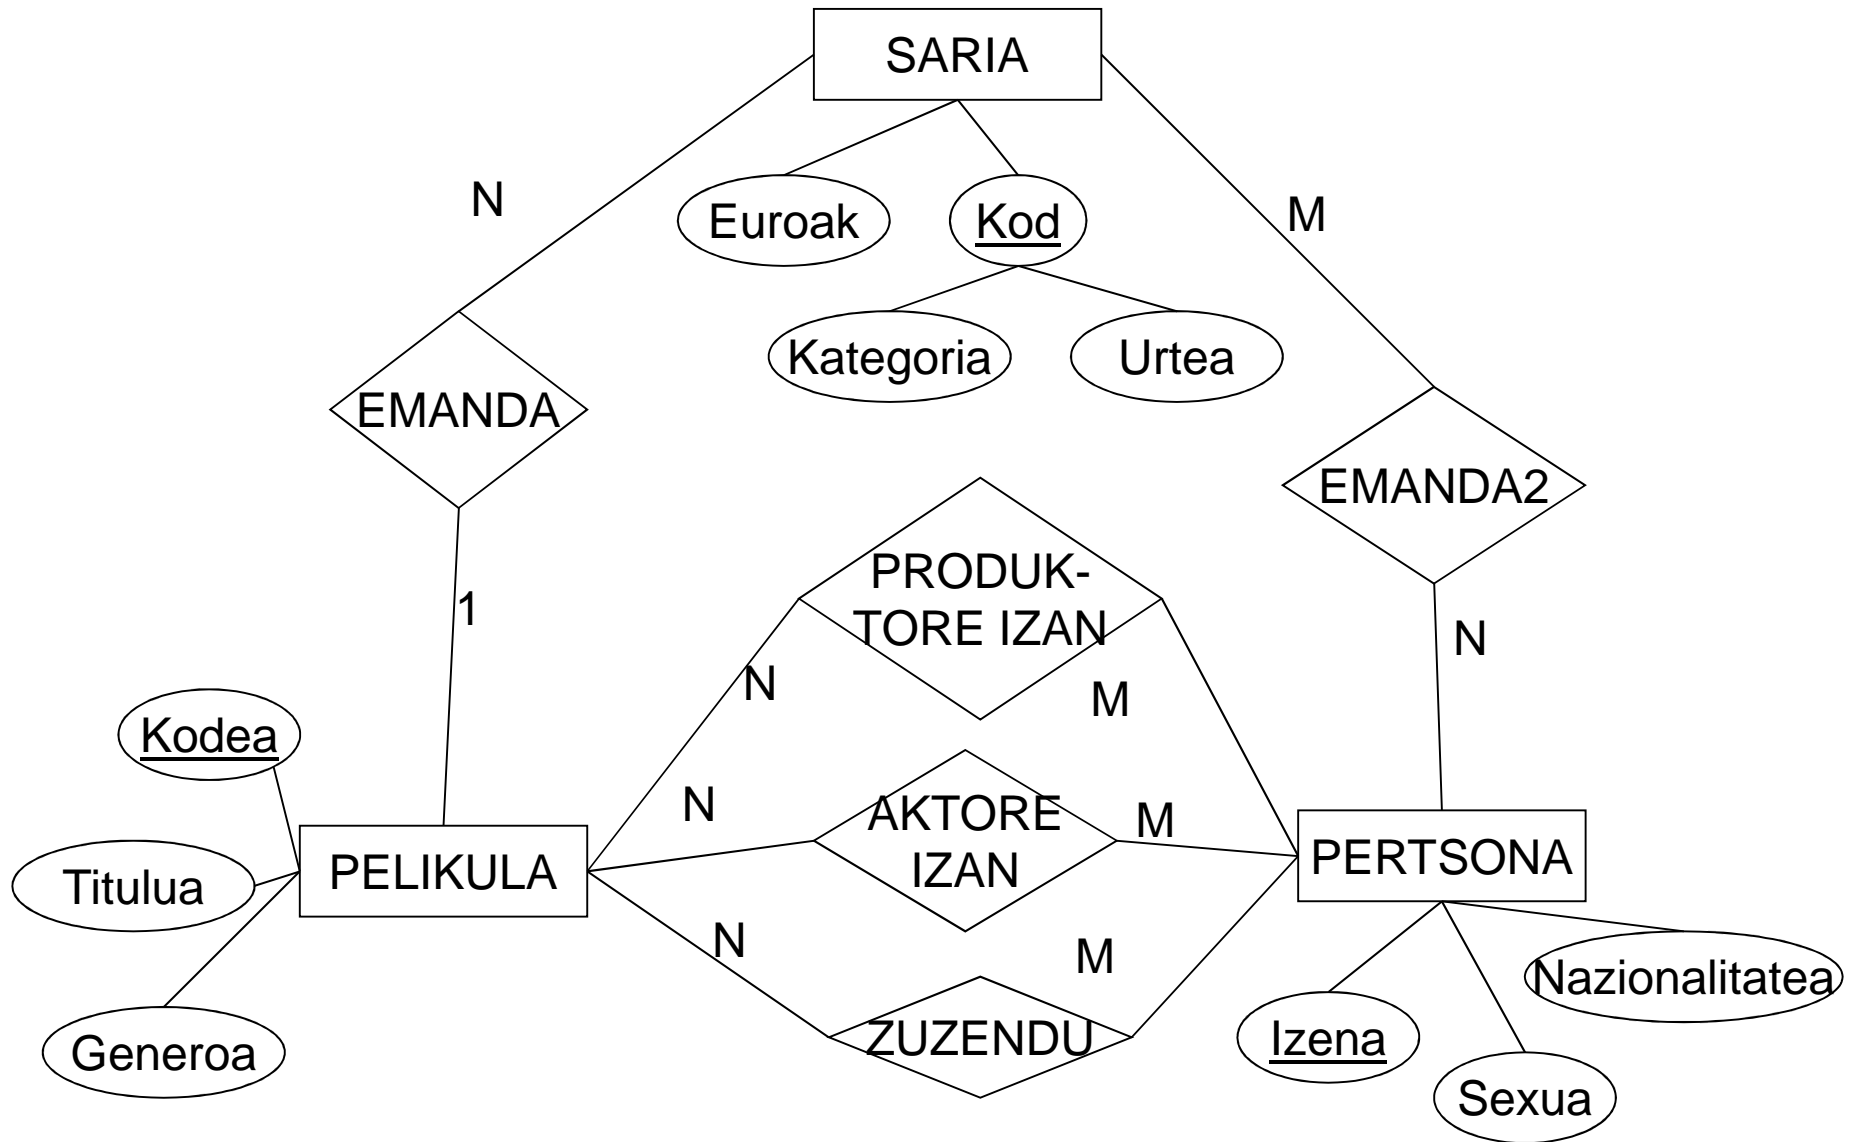 SARIA
N
Euroak
Kod
M
Kategoria
Urtea
EMANDA
EMANDA2
PRODUK-
TORE IZAN
1
N
N
M
Kodea
N
AKTORE
IZAN
M
PELIKULA
PERTSONA
Titulua
N
M
Nazionalitatea
Generoa
ZUZENDU
Izena
Sexua